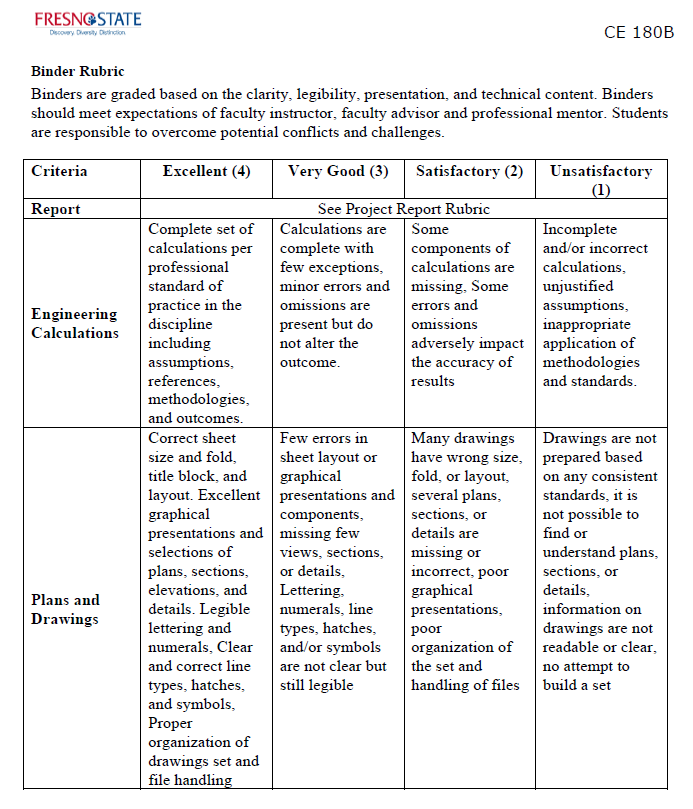 FRESNO STATE
Discovery. Diversity. Distinction.
CE 180B
Binder Rubric
Binders are graded based on the clarity, legibility, presentation, and technical content. Binders
should meet expectations of faculty instructor, faculty advisor and professional mentor. Students
are responsible to overcome potential conflicts and challenges.
Criteria
Excellent (4)
Very Good (3)
Satisfactory (2)
Unsatisfactory
(1)
Report
See Project Report Rubric
Engineering
Calculations
Complete set of
calculations per
professional
standard of
practice in the
discipline
including
assumptions,
references,
methodologies,
and outcomes.
Calculations are
complete with
few exceptions,
minor errors and
omissions are
present but do
not alter the
outcome.
Some
components of
calculations are
missing, Some
errors and
omissions
adversely impact
the accuracy of
results
Incomplete
and/or incorrect
calculations,
unjustified
assumptions,
inappropriate
application of
methodologies
and standards.
Plans and
Drawings
Correct sheet
size and fold,
title block, and
layout. Excellent
graphical
presentations and
selections of
plans, sections,
elevations, and
details. Legible
lettering and
numerals, Clear
and correct line
types, hatches,
and symbols,
Proper
organization of
drawings set and
file handling
Few errors in
sheet layout or
graphical
presentations and
components,
missing few
views, sections,
or details,
Lettering,
numerals, line
types, hatches,
and/or symbols
are not clear but
still legible
Many drawings
have wrong size,
fold, or layout,
several plans,
sections, or
details are
missing or
incorrect, poor
graphical
presentations,
poor
organization of
the set and
handling of files
Drawings are not
prepared based
on any consistent
standards, it is
not possible to
find or
understand plans,
sections, or
details,
information on
drawings are not
readable or clear,
no attempt to
build a set